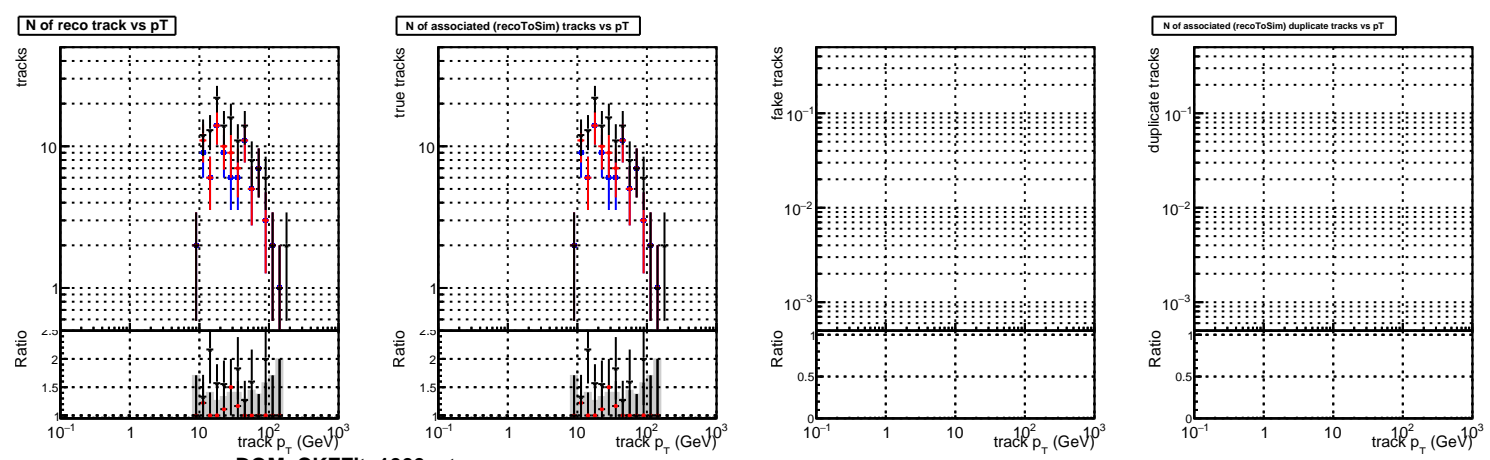 N of reco track vs pT
tracks
10
1
Ratio
2.5
2
1.5
1
10−1 1 10 102 103
track pT (GeV)
N of associated (recoToSim) tracks vs pT
true tracks
10
1
Ratio
2.5
2
1.5
1
10−1 1 10 102 103
track pT (GeV)
fake tracks
10−1
10−2
10−3
Ratio
1
0.5
0
10−1 1 10 102 103
track pT (GeV)
N of associated (recoToSim) duplicate tracks vs pT
duplicate tracks
10−1
10−2
10−3
Ratio
1
0.5
0
10−1 1 10 102 103
track pT (GeV)